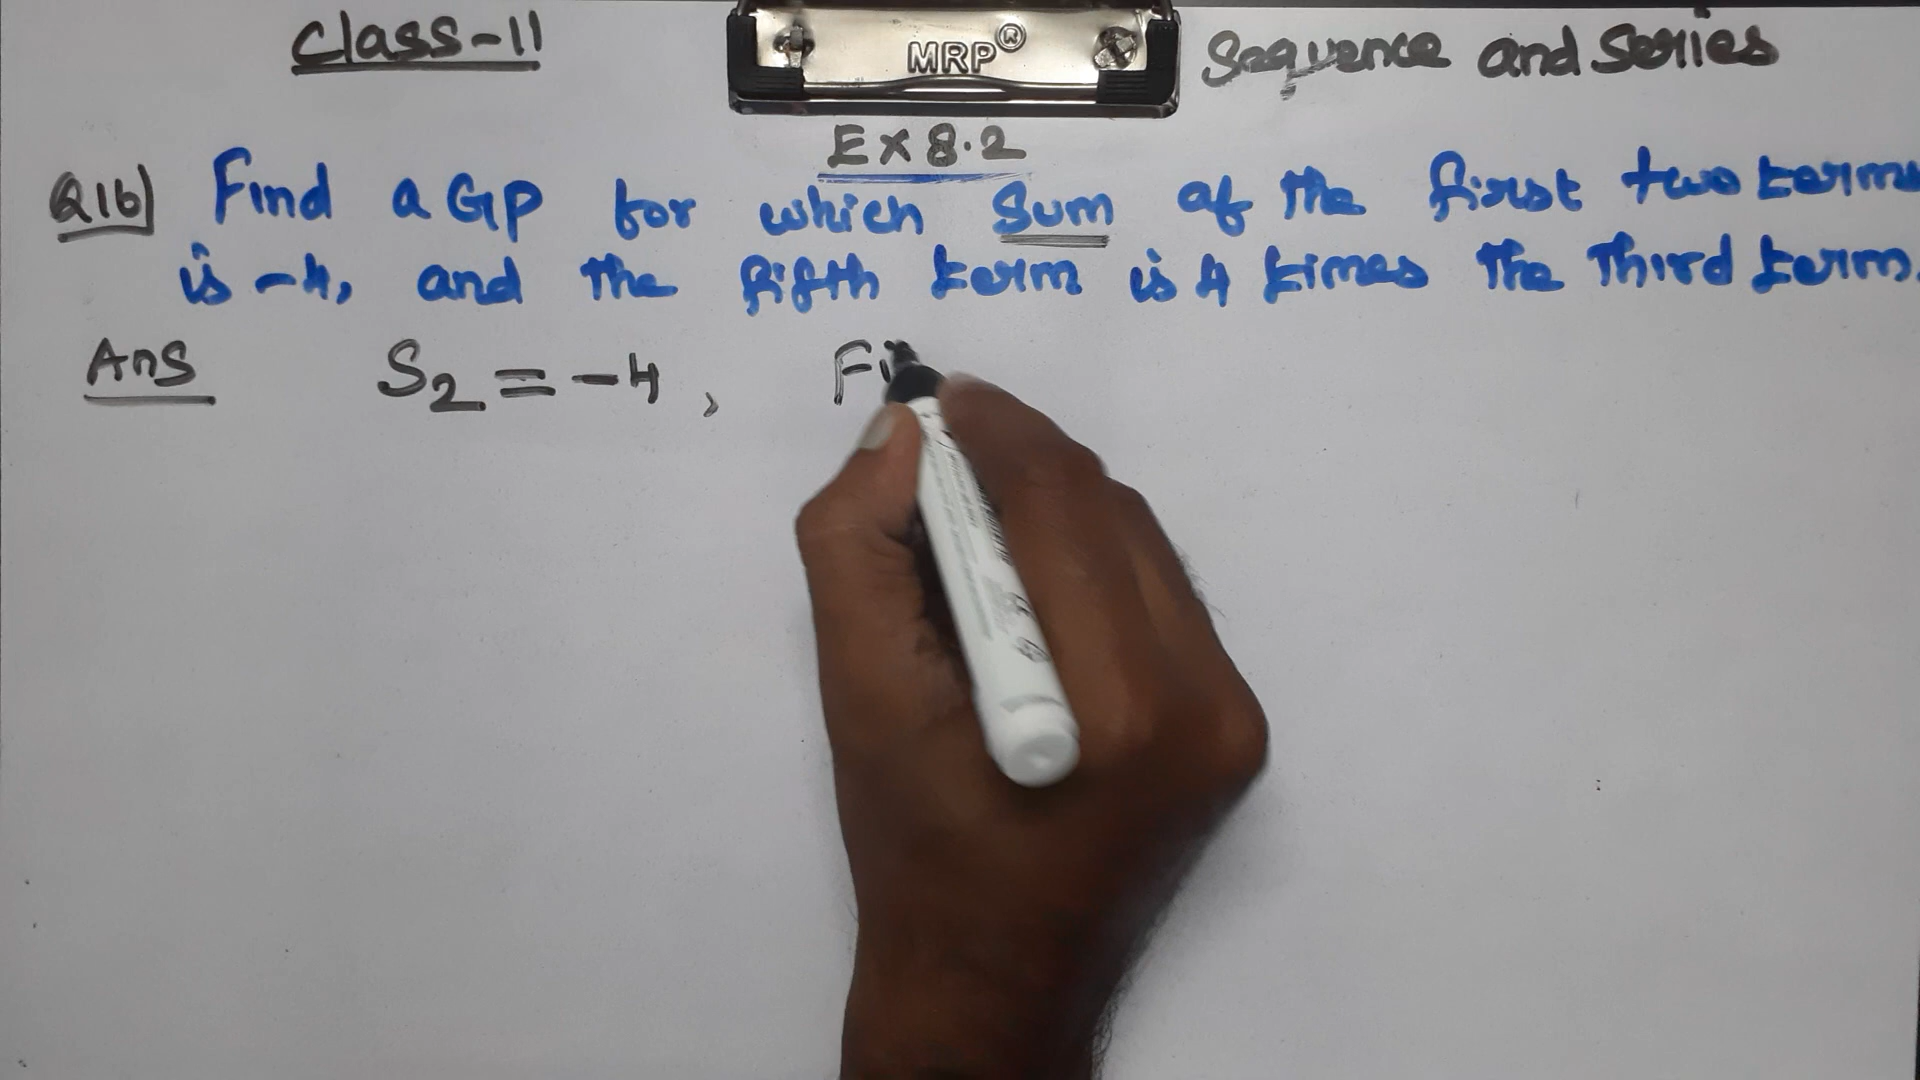 Class-11
MRP®
Sequence and Series
Ex 8.2
Q16) Find a GP for which Sum of the first two terms
is -4, and the fifth term is 4 times the Third term.
Ans S2 = -4, Fi